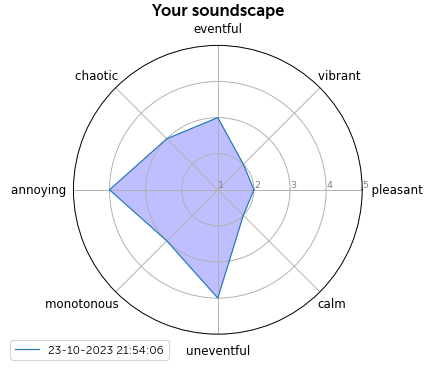 Your soundscape
eventful
chaotic
vibrant
annoying
1 2 3 4 5
pleasant
monotonous
calm
uneventful
23-10-2023 21:54:06